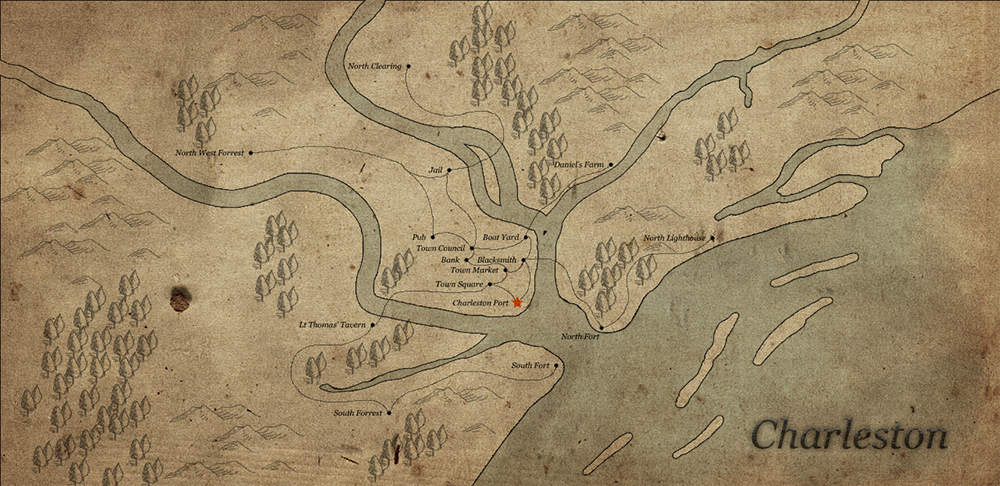 North Clearing
North West Forrest
Daniel's Farm
Jail
Pub
Boat Yard
North Lighthouse
Town Council
Bank
Blacksmith
Town Market
Town Square
Charleston Port
Lt Thomas' Tavern
North Fort
South Fort
South Forrest
Charleston